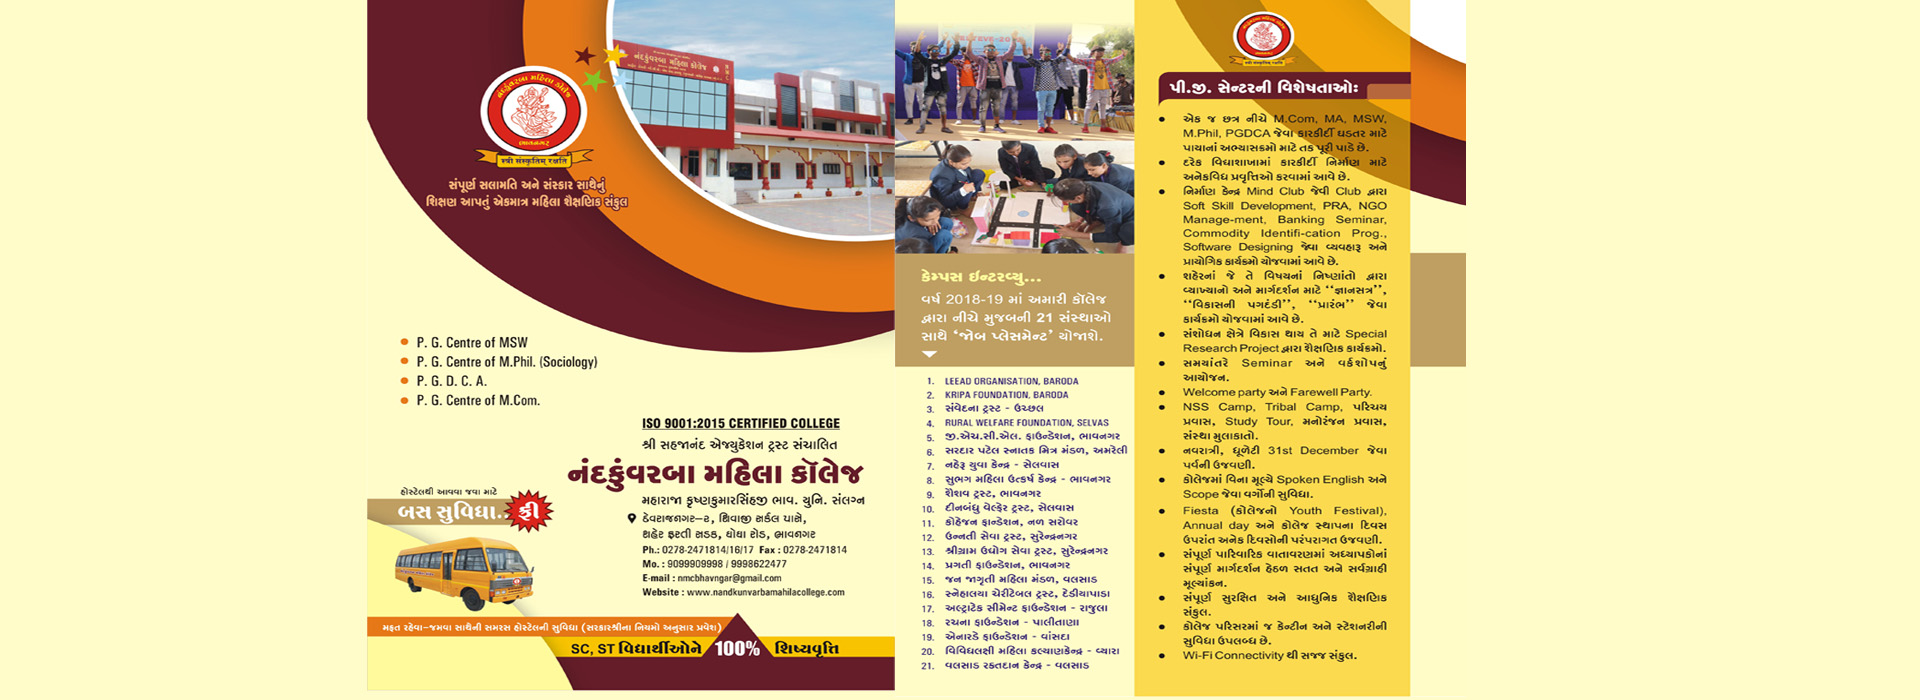 નંદકુંવરબા મહિલા કૉલેજ
નંદકુંવરબા મહિલા કૉલેજ
ભાવનગર
સ્ત્રી સંસ્કૃતિમ્ રક્ષતિ
સંપૂર્ણ સલામતિ અને સંસ્કાર સાથેનું
શિક્ષણ આપતું એકમાત્ર મહિલા શૈક્ષણિક સંકુલ
P. G. Centre of MSW
P. G. Centre of M.Phil. (Sociology)
P. G. D. C. A.
P. G. Centre of M.Com.
ISO 9001:2015 CERTIFIED COLLEGE
શ્રી સહજાનંદ એજ્યુકેશન ટ્રસ્ટ સંચાલિત
નંદકુંવરબા મહિલા કૉલેજ
મહારાજા કૃષ્ણકુમારસિંહજી ભાવ. યુનિ. સંલગ્ન
દેવરાજનગર–૨, શિવાજી સર્કલ પાસે,
શહેર ફરતી સડક, ઘોઘા રોડ, ભાવનગર
Ph.: 0278-2471814/16/17 Fax : 0278-2471814
Mo. : 9099909998 / 9998622477
E-mail : nmcbhavngar@gmail.com
Website : www.nandkunvarbamahilacollege.com
હોસ્ટેલથી આવવા જવા માટે
બસ સુવિધા.. ફ્રી
મફત રહેવા–જમવા સાથેની સમરસ હોસ્ટેલની સુવિધા (સરકારશ્રીના નિયમો અનુસાર પ્રવેશ)
SC, ST વિદ્યાર્થીઓને 100% શિષ્યવૃત્તિ
કેમ્પસ ઇન્ટરવ્યુ...
વર્ષ 2018-19 માં અમારી કૉલેજ
દ્વારા નીચે મુજબની 21 સંસ્થાઓ
સાથે ‘જોબ પ્લેસમેન્ટ’ યોજાશે.
1. LEEAD ORGANISATION, BARODA
2. KRIPA FOUNDATION, BARODA
3. સંવેદના ટ્રસ્ટ - ઉચ્છલ
4. RURAL WELFARE FOUNDATION, SELVAS
5. જી.એચ.સી.એલ. ફાઉન્ડેશન, ભાવનગર
6. સરદાર પટેલ સ્નાતક મિત્ર મંડળ, અમરેલી
7. નહેરૂ યુવા કેન્દ્ર - સેલવાસ
8. સુભગ મહિલા ઉત્કર્ષ કેન્દ્ર - ભાવનગર
9. શૈશવ ટ્રસ્ટ, ભાવનગર
10. દીનબંધુ વેલ્ફેર ટ્રસ્ટ, સેલવાસ
11. કોહેજન ફાન્ડેશન, નળ સરોવર
12. ઉન્નતી સેવા ટ્રસ્ટ, સુરેન્દ્રનગર
13. શ્રીગ્રામ ઉદ્યોગ સેવા ટ્રસ્ટ, સુરેન્દ્રનગર
14. પ્રગતી ફાઉન્ડેશન, ભાવનગર
15. જન જાગૃતી મહિલા મંડળ, વલસાડ
16. સ્નેહાલયા ચેરીટેબલ ટ્રસ્ટ, દેડીયાપાડા
17. અલ્ટ્રાટેક સીમેન્ટ ફાઉન્ડેશન - રાજુલા
18. રચના ફાઉન્ડેશન - પાલીતાણા
19. એનારડે ફાઉન્ડેશન - વાંસદા
20. વિવિધલક્ષી મહિલા કલ્યાણકેન્દ્ર - વ્યારા
21. વલસાડ રક્તદાન કેન્દ્ર - વલસાડ
પી.જી. સેન્ટરની વિશેષતાઓઃ
એક જ છત્ર નીચે M.Com, MA, MSW,
M.Phil, PGDCA જેવા કારકીર્દી ઘડતર માટે
પાયાનાં અભ્યાસક્રમો માટે તક પૂરી પાડે છે.
દરેક વિદ્યાશાખામાં કારકીર્દી નિર્માણ માટે
અનેકવિધ પ્રવૃત્તિઓ કરવામાં આવે છે.
નિર્માણ કેન્દ્ર Mind Club જેવી Club દ્વારા
Soft Skill Development, PRA, NGO
Manage-ment, Banking Seminar,
Commodity Identifi-cation Prog.,
Software Designing જેવા વ્યવહારૂ અને
પ્રાયોગિક કાર્યક્રમો યોજવામાં આવે છે.
શહેરનાં જે તે વિષયનાં નિષ્ણાંતો દ્વારા
વ્યાખ્યાનો અને માર્ગદર્શન માટે ‘‘જ્ઞાનસત્ર’’,
‘‘વિકાસની પગદંડી’’, ‘‘પ્રારંભ’’ જેવા
કાર્યક્રમો યોજવામાં આવે છે.
સંશોધન ક્ષેત્રે વિકાસ થાય તે માટે Special
Research Project દ્વારા શૈક્ષણિક કાર્યક્રમો.
સમયાંતરે Seminar અને વર્કશોપનું
આયોજન.
Welcome party અને Farewell Party.
NSS Camp, Tribal Camp, પરિચય
પ્રવાસ, Study Tour, મનોરંજન પ્રવાસ,
સંસ્થા મુલાકાતો.
નવરાત્રી, ધૂળેટી 31st December જેવા
પર્વની ઉજવણી.
કૉલેજમાં વિના મૂલ્યે Spoken English અને
Scope જેવા વર્ગોની સુવિધા.
Fiesta (કોલેજનો Youth Festival),
Annual day અને કોલેજ સ્થાપના દિવસ
ઉપરાંત અનેક દિવસોની પરંપરાગત ઉજવણી.
સંપૂર્ણ પારિવારિક વાતાવરણમાં અધ્યાપકોનાં
સંપૂર્ણ માર્ગદર્શન હેઠળ સતત અને સર્વગ્રાહી
મૂલ્યાંકન.
સંપૂર્ણ સુરક્ષિત અને આધુનિક શૈક્ષણિક
સંકુલ.
કોલેજ પરિસરમાં જ કેન્ટીન અને સ્ટેશનરીની
સુવિધા ઉપલબ્ધ છે.
Wi-Fi Connectivity થી સજ્જ સંકુલ.